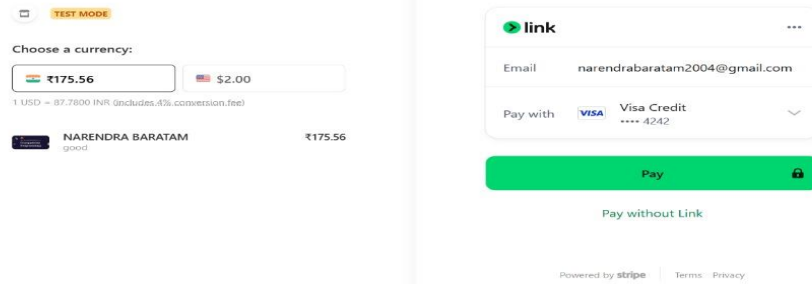 TEST MODE
Choose a currency:
₹175.56
$2.00
1 USD = 87.7800 INR (includes 4% conversion fee)
NARENDRA BARATAM
₹175.56
good
link
Email narendrabaratam2004@gmail.com
Pay with VISA Visa Credit
•••• 4242
Pay
Pay without Link
Powered by stripe
Terms Privacy